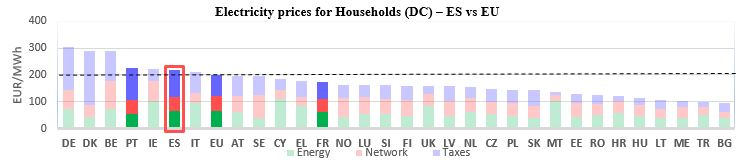 Electricity prices for Households (DC) – ES vs EU
EUR/MWh
400
300
200
100
0
DE DK BE PT IE ES IT EU AT SE CY EL FR NO LU SI FI UK LV NL CZ PL SK MT EE RO HR HU LT ME TR BG
Energy Network Taxes